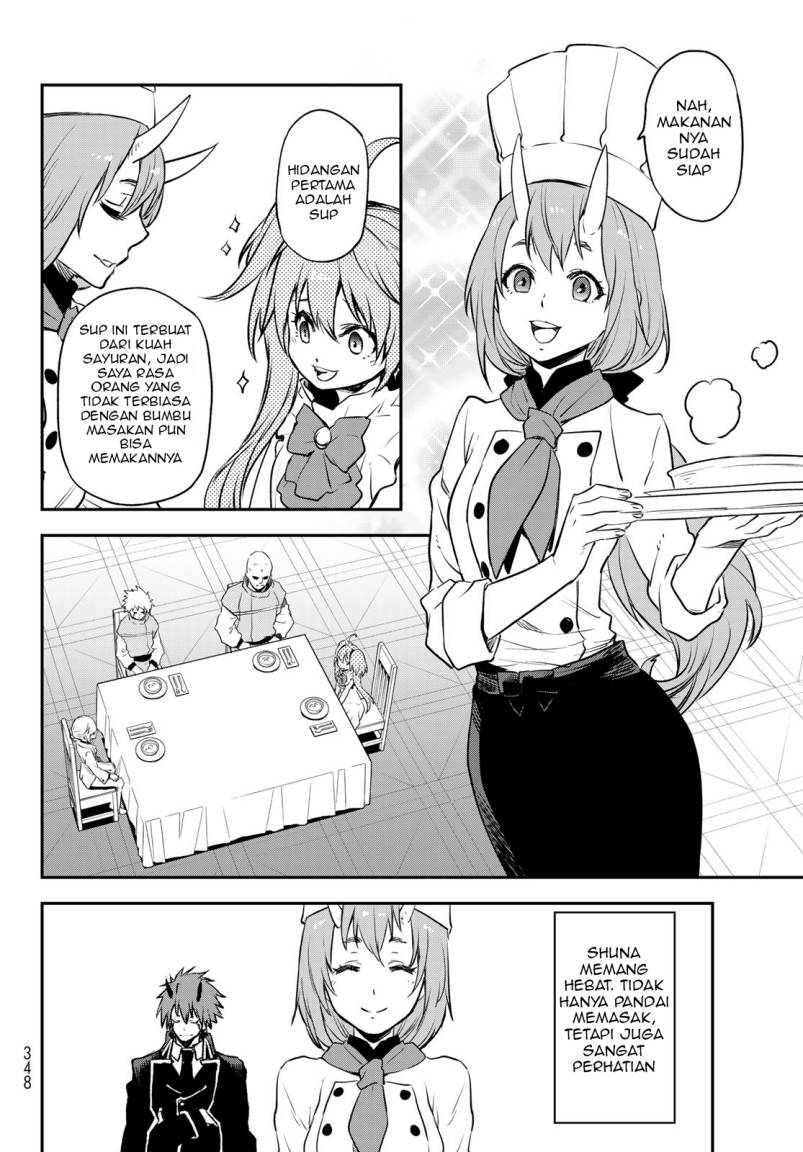 NAH,
MAKANAN
NYA
SUDAH
SIAP
HIDANGAN
PERTAMA
ADALAH
SUP
SUP INI TERBUAT
DARI KUAH
SAYURAN, JADI
SAYA RASA
ORANG YANG
TIDAK TERBIASA
DENGAN BUMBU
MASAKAN PUN
BISA
MEMAKANNYA
SHUNA
MEMANG
HEBAT. TIDAK
HANYA PANDAI
MEMASAK,
TETAPI JUGA
SANGAT
PERHATIAN
348